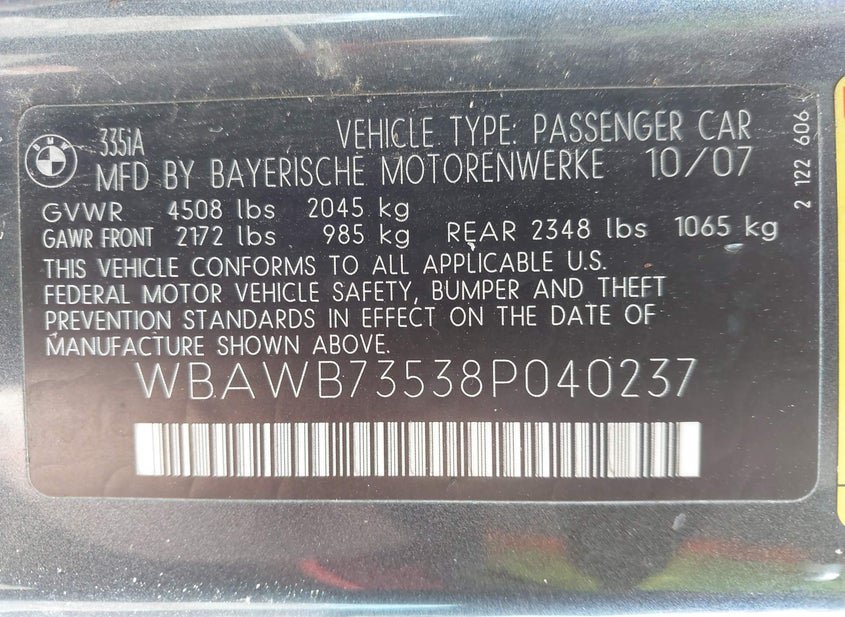 BMW
335iA VEHICLE TYPE: PASSENGER CAR
MFD BY BAYERISCHE MOTORENWERKE 10/07
GVWR 4508 lbs 2045 kg
GAWR FRONT 2172 lbs 985 kg REAR 2348 lbs 1065 kg
THIS VEHICLE CONFORMS TO ALL APPLICABLE U.S.
FEDERAL MOTOR VEHICLE SAFETY, BUMPER AND THEFT
PREVENTION STANDARDS IN EFFECT ON THE DATE OF
MANUFACTURE SHOWN ABOVE.
WBAWB73538P040237
2 122 606